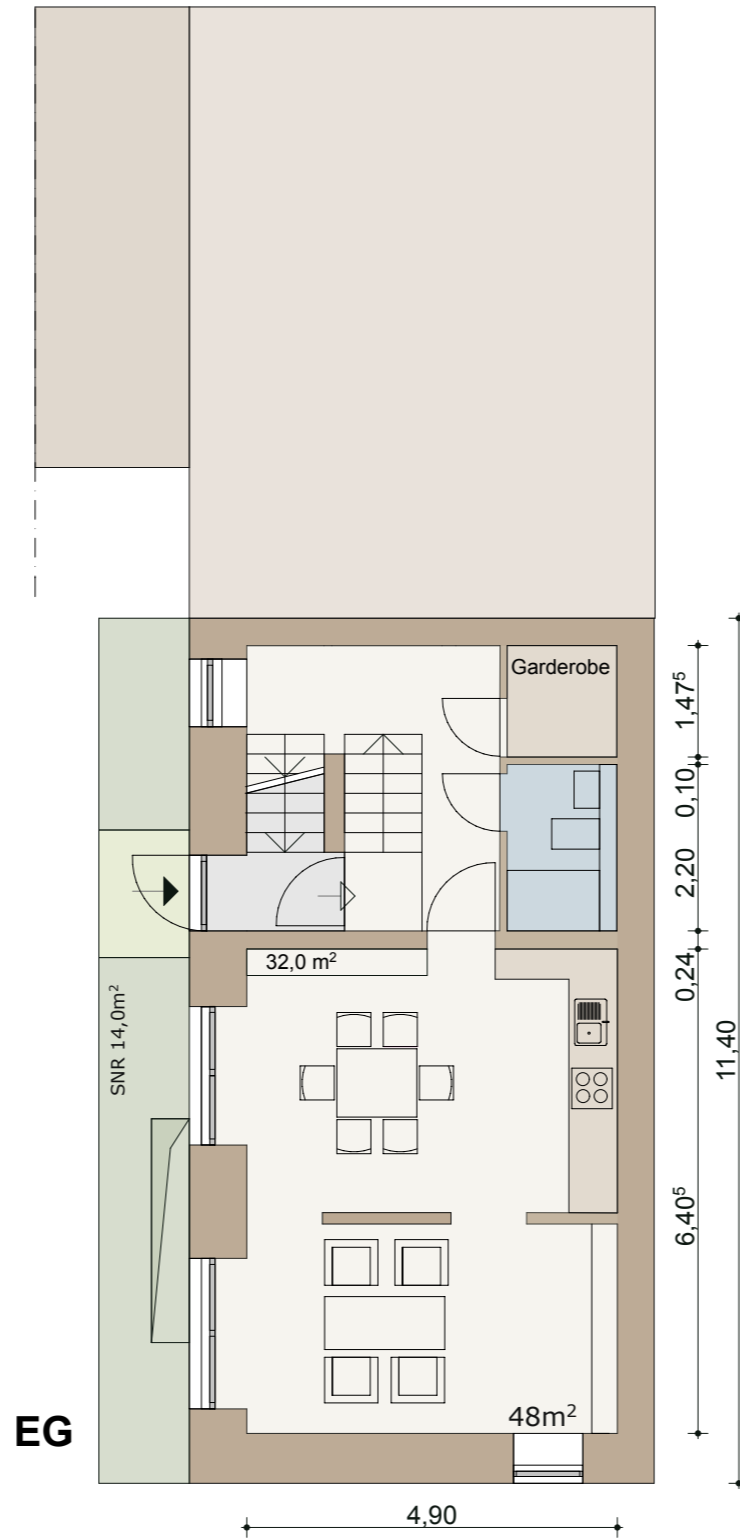 Garderobe
1,47⁵
0,10
2,20
32,0 m²
0,24
SNR 14,0m²
11,40
6,40⁵
48m²
EG
4,90